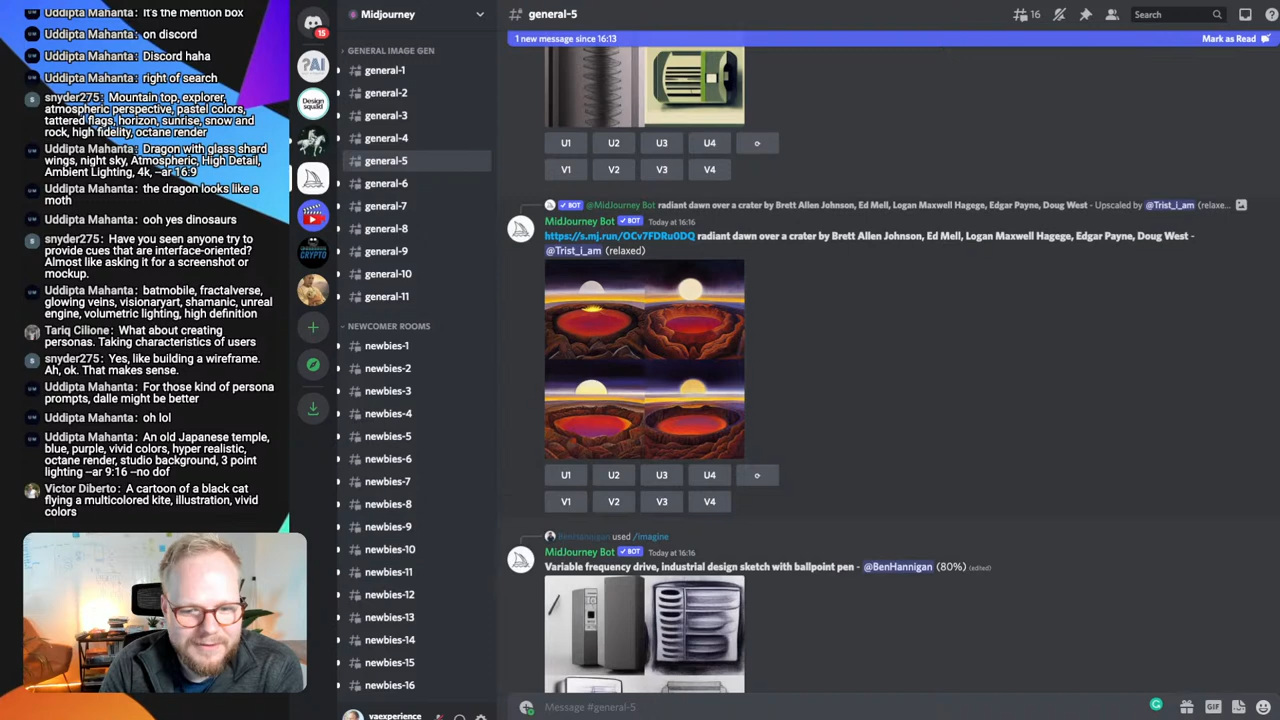 Uddipta Mahanta: It's the mention box
Uddipta Mahanta: on discord
Uddipta Mahanta: Discord haha
Uddipta Mahanta: right of search
snyder275: Mountain top, explorer,
atmospheric perspective, pastel colors,
tattered flags, horizon, sunrise, snow and
rock, high fidelity, octane render
Uddipta Mahanta: Dragon with glass shard
wings, night sky, Atmospheric, High Detail,
Ambient Lighting, 4k, --ar 16:9
Uddipta Mahanta: the dragon looks like a
moth
Uddipta Mahanta: ooh yes dinosaurs
snyder275: Have you seen anyone try to
provide cues that are interface-oriented?
Almost like asking it for a screenshot or
mockup.
Uddipta Mahanta: batmobile, fractalverse,
glowing veins, visionaryart, shamanic, unreal
engine, volumetric lighting, high definition
Tariq Cilione: What about creating
personas. Taking characteristics of users
snyder275: Yes, like building a wireframe.
Ah, ok. That makes sense.
Uddipta Mahanta: For those kind of persona
prompts, dalle might be better
Uddipta Mahanta: oh lol
Uddipta Mahanta: An old Japanese temple,
blue, purple, vivid colors, hyper realistic,
octane render, studio background, 3 point
lighting --ar 9:16 --no dof
Victor Diberto: A cartoon of a black cat
flying a multicolored kite, illustration, vivid
colors
15
PAI
Design
squad
CRYPTO
Midjourney
GENERAL IMAGE GEN
general-1
general-2
general-3
general-4
general-5
general-6
general-7
general-8
general-9
general-10
general-11
NEWCOMER ROOMS
newbies-1
newbies-2
newbies-3
newbies-4
newbies-5
newbies-6
newbies-7
newbies-8
newbies-9
newbies-10
newbies-11
newbies-12
newbies-13
newbies-14
newbies-15
newbies-16
vaexperience
# general-5
16
Search
1 new message since 16:13
Mark as Read
U1 U2 U3 U4
V1 V2 V3 V4
BOT @MidJourney Bot radiant dawn over a crater by Brett Allen Johnson, Ed Mell, Logan Maxwell Hagege, Edgar Payne, Doug West - Upscaled by @Trist_i_am (relaxe...
MidJourney Bot BOT Today at 16:16
https://s.mj.run/OCv7FDRu0DQ radiant dawn over a crater by Brett Allen Johnson, Ed Mell, Logan Maxwell Hagege, Edgar Payne, Doug West -
@Trist_i_am (relaxed)
U1 U2 U3 U4
V1 V2 V3 V4
used /imagine
MidJourney Bot BOT Today at 16:16
Variable frequency drive, industrial design sketch with ballpoint pen - @BenHannigan (80%) (edited)
Message #general-5
GIF